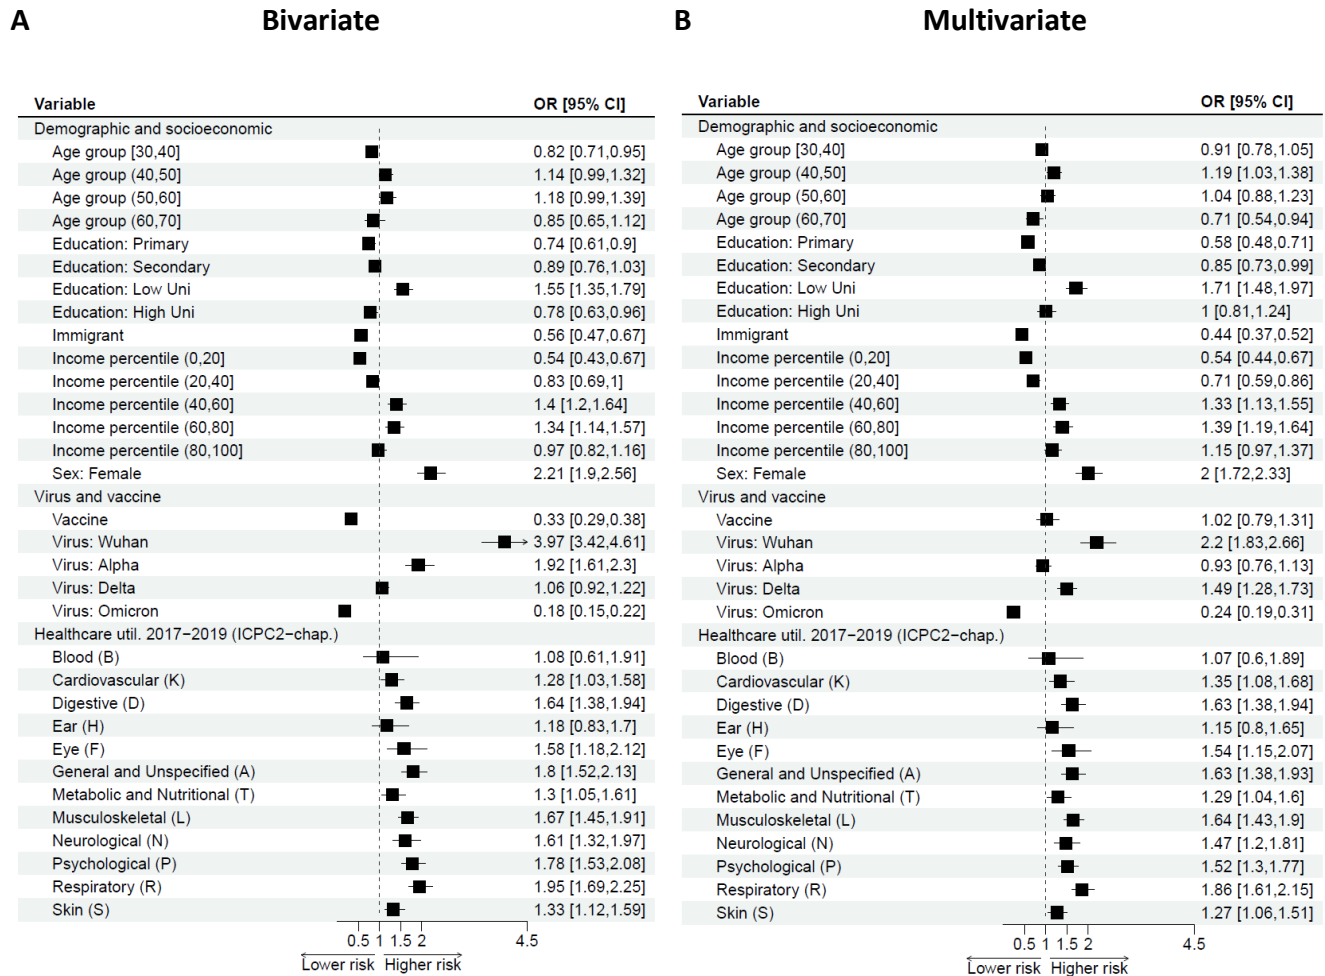 A Bivariate
Variable OR [95% CI]
Demographic and socioeconomic
Age group [30,40] 0.82 [0.71,0.95]
Age group (40,50] 1.14 [0.99,1.32]
Age group (50,60] 1.18 [0.99,1.39]
Age group (60,70] 0.85 [0.65,1.12]
Education: Primary 0.74 [0.61,0.9]
Education: Secondary 0.89 [0.76,1.03]
Education: Low Uni 1.55 [1.35,1.79]
Education: High Uni 0.78 [0.63,0.96]
Immigrant 0.56 [0.47,0.67]
Income percentile (0,20] 0.54 [0.43,0.67]
Income percentile (20,40] 0.83 [0.69,1]
Income percentile (40,60] 1.4 [1.2,1.64]
Income percentile (60,80] 1.34 [1.14,1.57]
Income percentile (80,100] 0.97 [0.82,1.16]
Sex: Female 2.21 [1.9,2.56]
Virus and vaccine
Vaccine 0.33 [0.29,0.38]
Virus: Wuhan 3.97 [3.42,4.61]
Virus: Alpha 1.92 [1.61,2.3]
Virus: Delta 1.06 [0.92,1.22]
Virus: Omicron 0.18 [0.15,0.22]
Healthcare util. 2017−2019 (ICPC2−chap.)
Blood (B) 1.08 [0.61,1.91]
Cardiovascular (K) 1.28 [1.03,1.58]
Digestive (D) 1.64 [1.38,1.94]
Ear (H) 1.18 [0.83,1.7]
Eye (F) 1.58 [1.18,2.12]
General and Unspecified (A) 1.8 [1.52,2.13]
Metabolic and Nutritional (T) 1.3 [1.05,1.61]
Musculoskeletal (L) 1.67 [1.45,1.91]
Neurological (N) 1.61 [1.32,1.97]
Psychological (P) 1.78 [1.53,2.08]
Respiratory (R) 1.95 [1.69,2.25]
Skin (S) 1.33 [1.12,1.59]
0.5 1 1.5 2 4.5
Lower risk Higher risk
B Multivariate
Variable OR [95% CI]
Demographic and socioeconomic
Age group [30,40] 0.91 [0.78,1.05]
Age group (40,50] 1.19 [1.03,1.38]
Age group (50,60] 1.04 [0.88,1.23]
Age group (60,70] 0.71 [0.54,0.94]
Education: Primary 0.58 [0.48,0.71]
Education: Secondary 0.85 [0.73,0.99]
Education: Low Uni 1.71 [1.48,1.97]
Education: High Uni 1 [0.81,1.24]
Immigrant 0.44 [0.37,0.52]
Income percentile (0,20] 0.54 [0.44,0.67]
Income percentile (20,40] 0.71 [0.59,0.86]
Income percentile (40,60] 1.33 [1.13,1.55]
Income percentile (60,80] 1.39 [1.19,1.64]
Income percentile (80,100] 1.15 [0.97,1.37]
Sex: Female 2 [1.72,2.33]
Virus and vaccine
Vaccine 1.02 [0.79,1.31]
Virus: Wuhan 2.2 [1.83,2.66]
Virus: Alpha 0.93 [0.76,1.13]
Virus: Delta 1.49 [1.28,1.73]
Virus: Omicron 0.24 [0.19,0.31]
Healthcare util. 2017−2019 (ICPC2−chap.)
Blood (B) 1.07 [0.6,1.89]
Cardiovascular (K) 1.35 [1.08,1.68]
Digestive (D) 1.63 [1.38,1.94]
Ear (H) 1.15 [0.8,1.65]
Eye (F) 1.54 [1.15,2.07]
General and Unspecified (A) 1.63 [1.38,1.93]
Metabolic and Nutritional (T) 1.29 [1.04,1.6]
Musculoskeletal (L) 1.64 [1.43,1.9]
Neurological (N) 1.47 [1.2,1.81]
Psychological (P) 1.52 [1.3,1.77]
Respiratory (R) 1.86 [1.61,2.15]
Skin (S) 1.27 [1.06,1.51]
0.5 1 1.5 2 4.5
Lower risk Higher risk